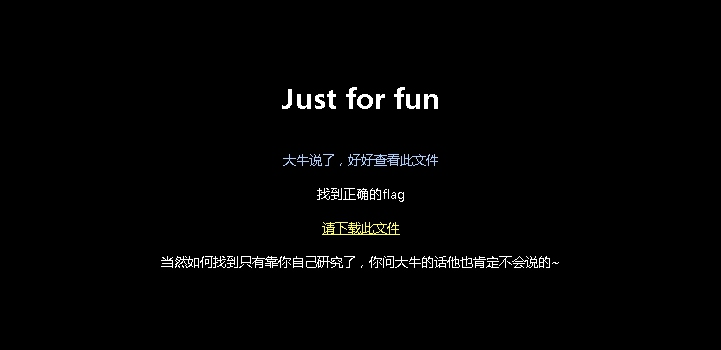 Just for fun
大牛说了，好好查看此文件
找到正确的flag
请下载此文件
当然如何找到只有靠你自己研究了，你问大牛的话他也肯定不会说的~